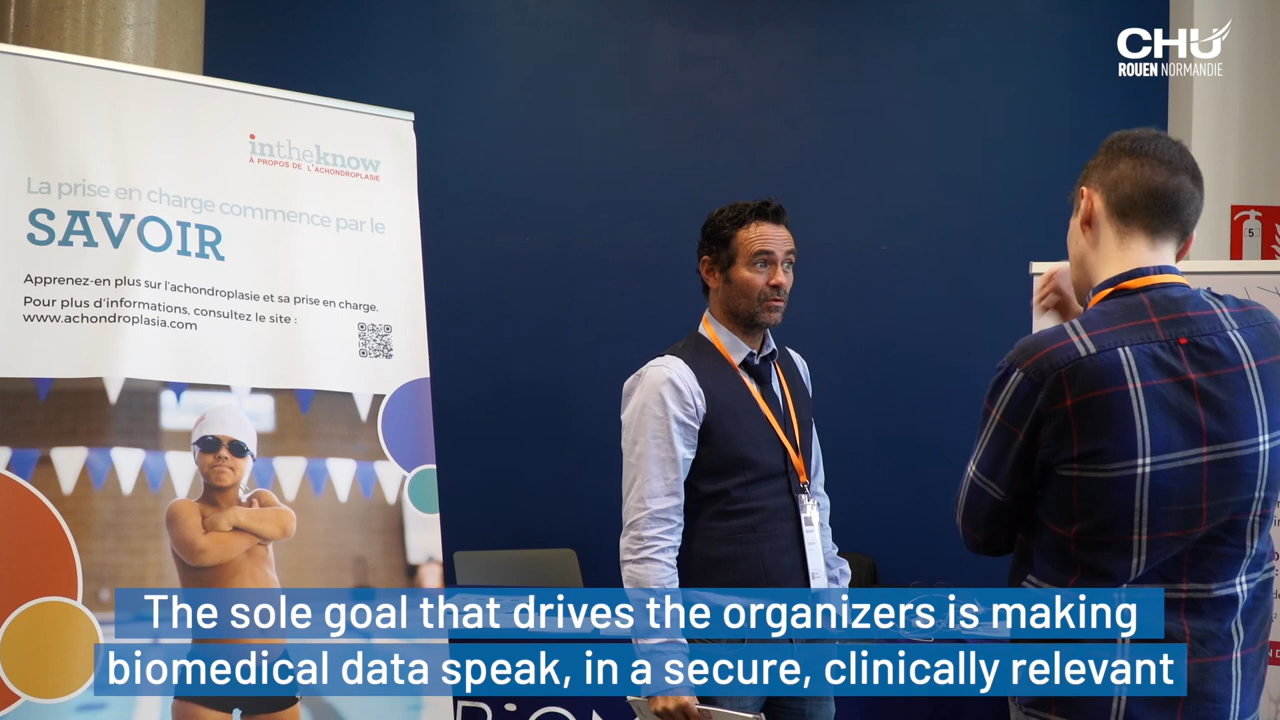 CHU
ROUEN NORMANDIE
intheknow
À PROPOS DE L'ACHONDROPLASIE
La prise en charge commence par le
SAVOIR
Apprenez-en plus sur l'achondroplasie et sa prise en charge.
Pour plus d'informations, consultez le site :
www.achondroplasia.com
5
The sole goal that drives the organizers is making
biomedical data speak, in a secure, clinically relevant